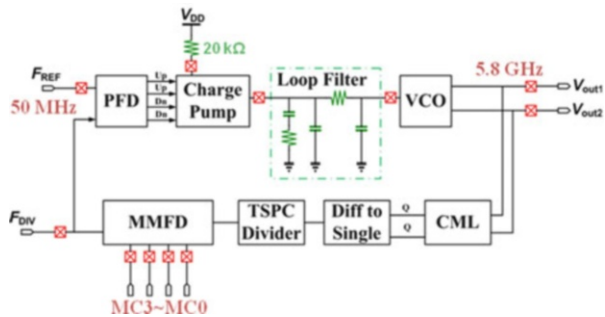 VDD
20 kΩ
FREF
50 MHz
PFD
Up
Up
Dn
Dn
Charge
Pump
Loop Filter
VCO
5.8 GHz
Vout1
Vout2
FDIV
MMFD
TSPC
Divider
Diff to
Single
Q
Q
CML
MC3~MC0